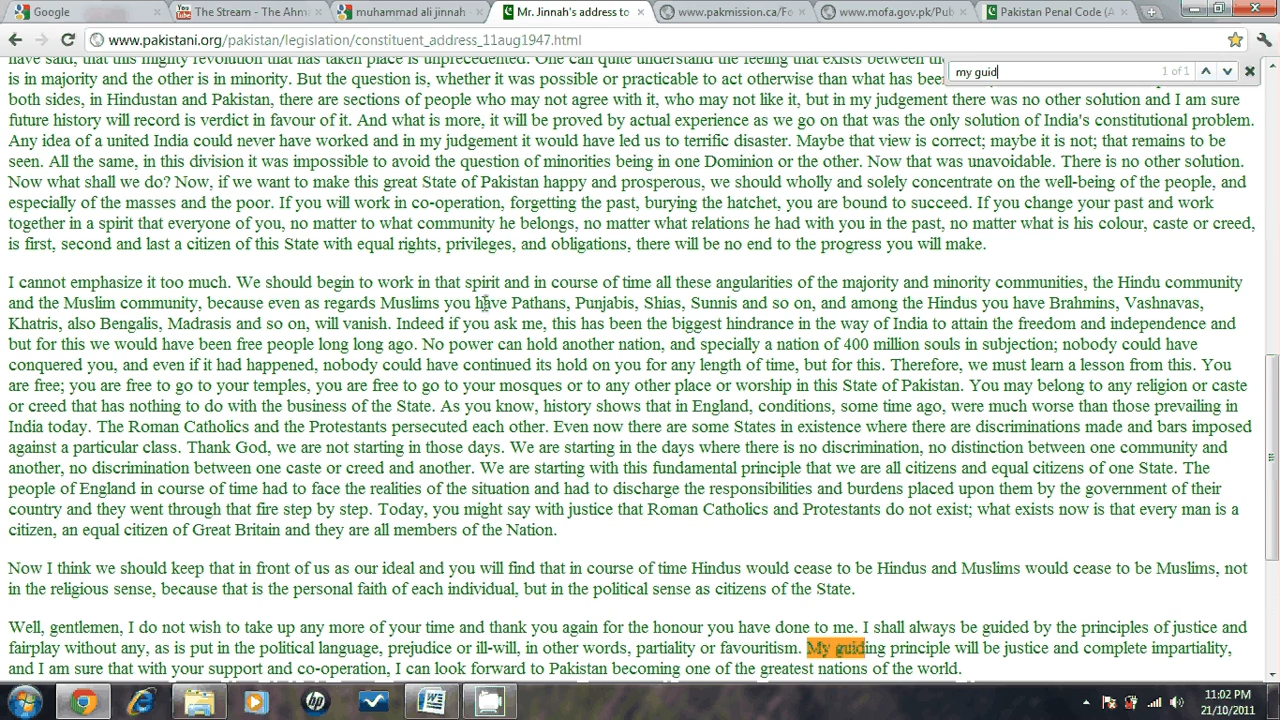 Google
The Stream - The Ahm
muhammad ali jinnah
Mr. Jinnah's address to
www.pakmission.ca/Fo
www.mofa.gov.pk/Pub
Pakistan Penal Code (A
www.pakistani.org/pakistan/legislation/constituent_address_11aug1947.html
my guid
1 of 1
have said, that this mighty revolution that has taken place is unprecedented. One can quite understand the feeling that exists between the
is in majority and the other is in minority. But the question is, whether it was possible or practicable to act otherwise than what has bee
both sides, in Hindustan and Pakistan, there are sections of people who may not agree with it, who may not like it, but in my judgement there was no other solution and I am sure
future history will record is verdict in favour of it. And what is more, it will be proved by actual experience as we go on that was the only solution of India's constitutional problem.
Any idea of a united India could never have worked and in my judgement it would have led us to terrific disaster. Maybe that view is correct; maybe it is not; that remains to be
seen. All the same, in this division it was impossible to avoid the question of minorities being in one Dominion or the other. Now that was unavoidable. There is no other solution.
Now what shall we do? Now, if we want to make this great State of Pakistan happy and prosperous, we should wholly and solely concentrate on the well-being of the people, and
especially of the masses and the poor. If you will work in co-operation, forgetting the past, burying the hatchet, you are bound to succeed. If you change your past and work
together in a spirit that everyone of you, no matter to what community he belongs, no matter what relations he had with you in the past, no matter what is his colour, caste or creed,
is first, second and last a citizen of this State with equal rights, privileges, and obligations, there will be no end to the progress you will make.
I cannot emphasize it too much. We should begin to work in that spirit and in course of time all these angularities of the majority and minority communities, the Hindu community
and the Muslim community, because even as regards Muslims you have Pathans, Punjabis, Shias, Sunnis and so on, and among the Hindus you have Brahmins, Vashnavas,
Khatris, also Bengalis, Madrasis and so on, will vanish. Indeed if you ask me, this has been the biggest hindrance in the way of India to attain the freedom and independence and
but for this we would have been free people long long ago. No power can hold another nation, and specially a nation of 400 million souls in subjection; nobody could have
conquered you, and even if it had happened, nobody could have continued its hold on you for any length of time, but for this. Therefore, we must learn a lesson from this. You
are free; you are free to go to your temples, you are free to go to your mosques or to any other place or worship in this State of Pakistan. You may belong to any religion or caste
or creed that has nothing to do with the business of the State. As you know, history shows that in England, conditions, some time ago, were much worse than those prevailing in
India today. The Roman Catholics and the Protestants persecuted each other. Even now there are some States in existence where there are discriminations made and bars imposed
against a particular class. Thank God, we are not starting in those days. We are starting in the days where there is no discrimination, no distinction between one community and
another, no discrimination between one caste or creed and another. We are starting with this fundamental principle that we are all citizens and equal citizens of one State. The
people of England in course of time had to face the realities of the situation and had to discharge the responsibilities and burdens placed upon them by the government of their
country and they went through that fire step by step. Today, you might say with justice that Roman Catholics and Protestants do not exist; what exists now is that every man is a
citizen, an equal citizen of Great Britain and they are all members of the Nation.
Now I think we should keep that in front of us as our ideal and you will find that in course of time Hindus would cease to be Hindus and Muslims would cease to be Muslims, not
in the religious sense, because that is the personal faith of each individual, but in the political sense as citizens of the State.
Well, gentlemen, I do not wish to take up any more of your time and thank you again for the honour you have done to me. I shall always be guided by the principles of justice and
fairplay without any, as is put in the political language, prejudice or ill-will, in other words, partiality or favouritism. My guiding principle will be justice and complete impartiality,
and I am sure that with your support and co-operation, I can look forward to Pakistan becoming one of the greatest nations of the world.
11:02 PM
21/10/2011